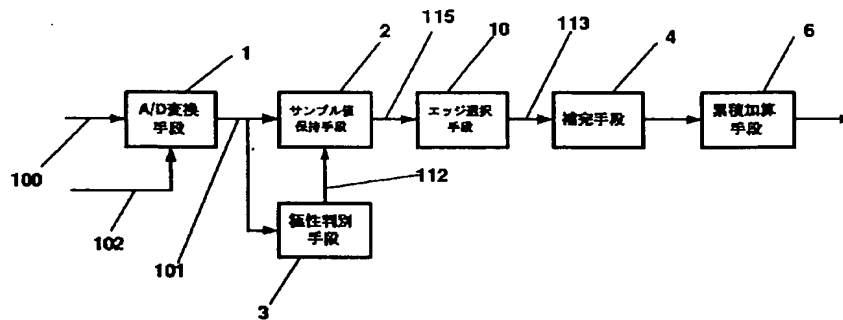 1
2
115
10
113
4
6
A/D変換
手段
サンプル値
保持手段
エッジ選択
手段
補完手段
累積加算
手段
100
102
101
112
極性判別
手段
3